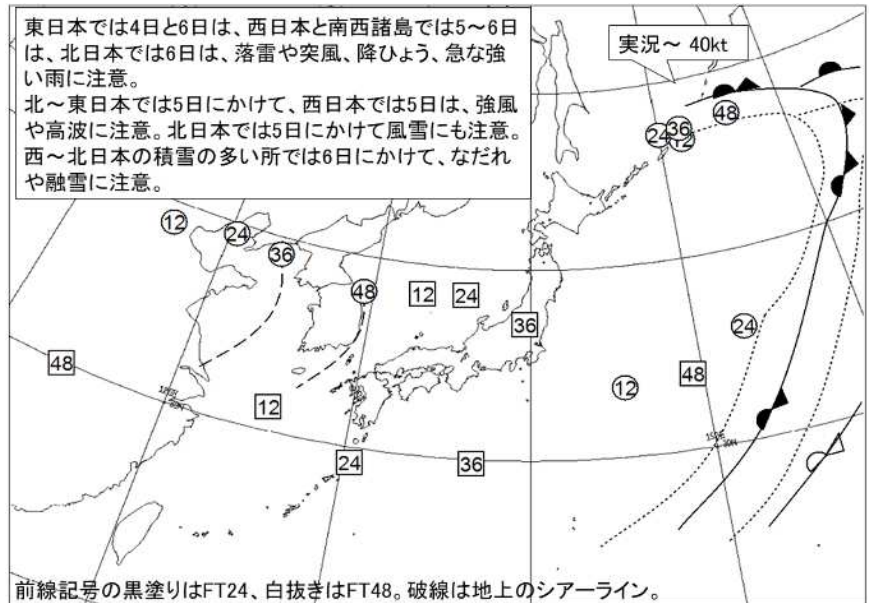 東日本では4日と6日は、西日本と南西諸島では5～6日
は、北日本では6日は、落雷や突風、降ひょう、急な強
い雨に注意。
北～東日本では5日にかけて、西日本では5日は、強風
や高波に注意。北日本では5日にかけて風雪にも注意。
西～北日本の積雪の多い所では6日にかけて、なだれ
や融雪に注意。
実況～ 40kt
48
24
36
12
12
24
36
48
12
24
36
24
48
48
12
12
24
36
前線記号の黒塗りはFT24、白抜きはFT48。破線は地上のシアーライン。